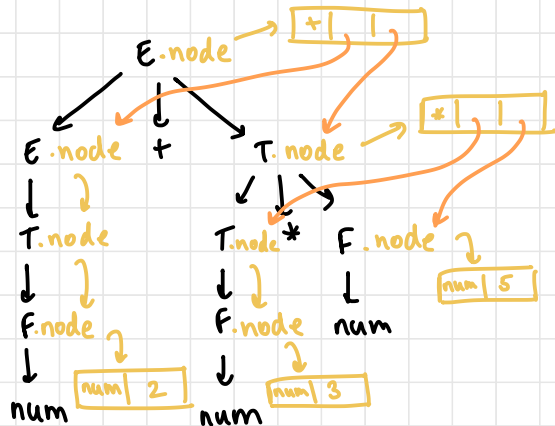 +
E.node
*
E.node + T.node
T.node T.node * F.node
num 5
F.node F.node num
num 2 num 3
num num